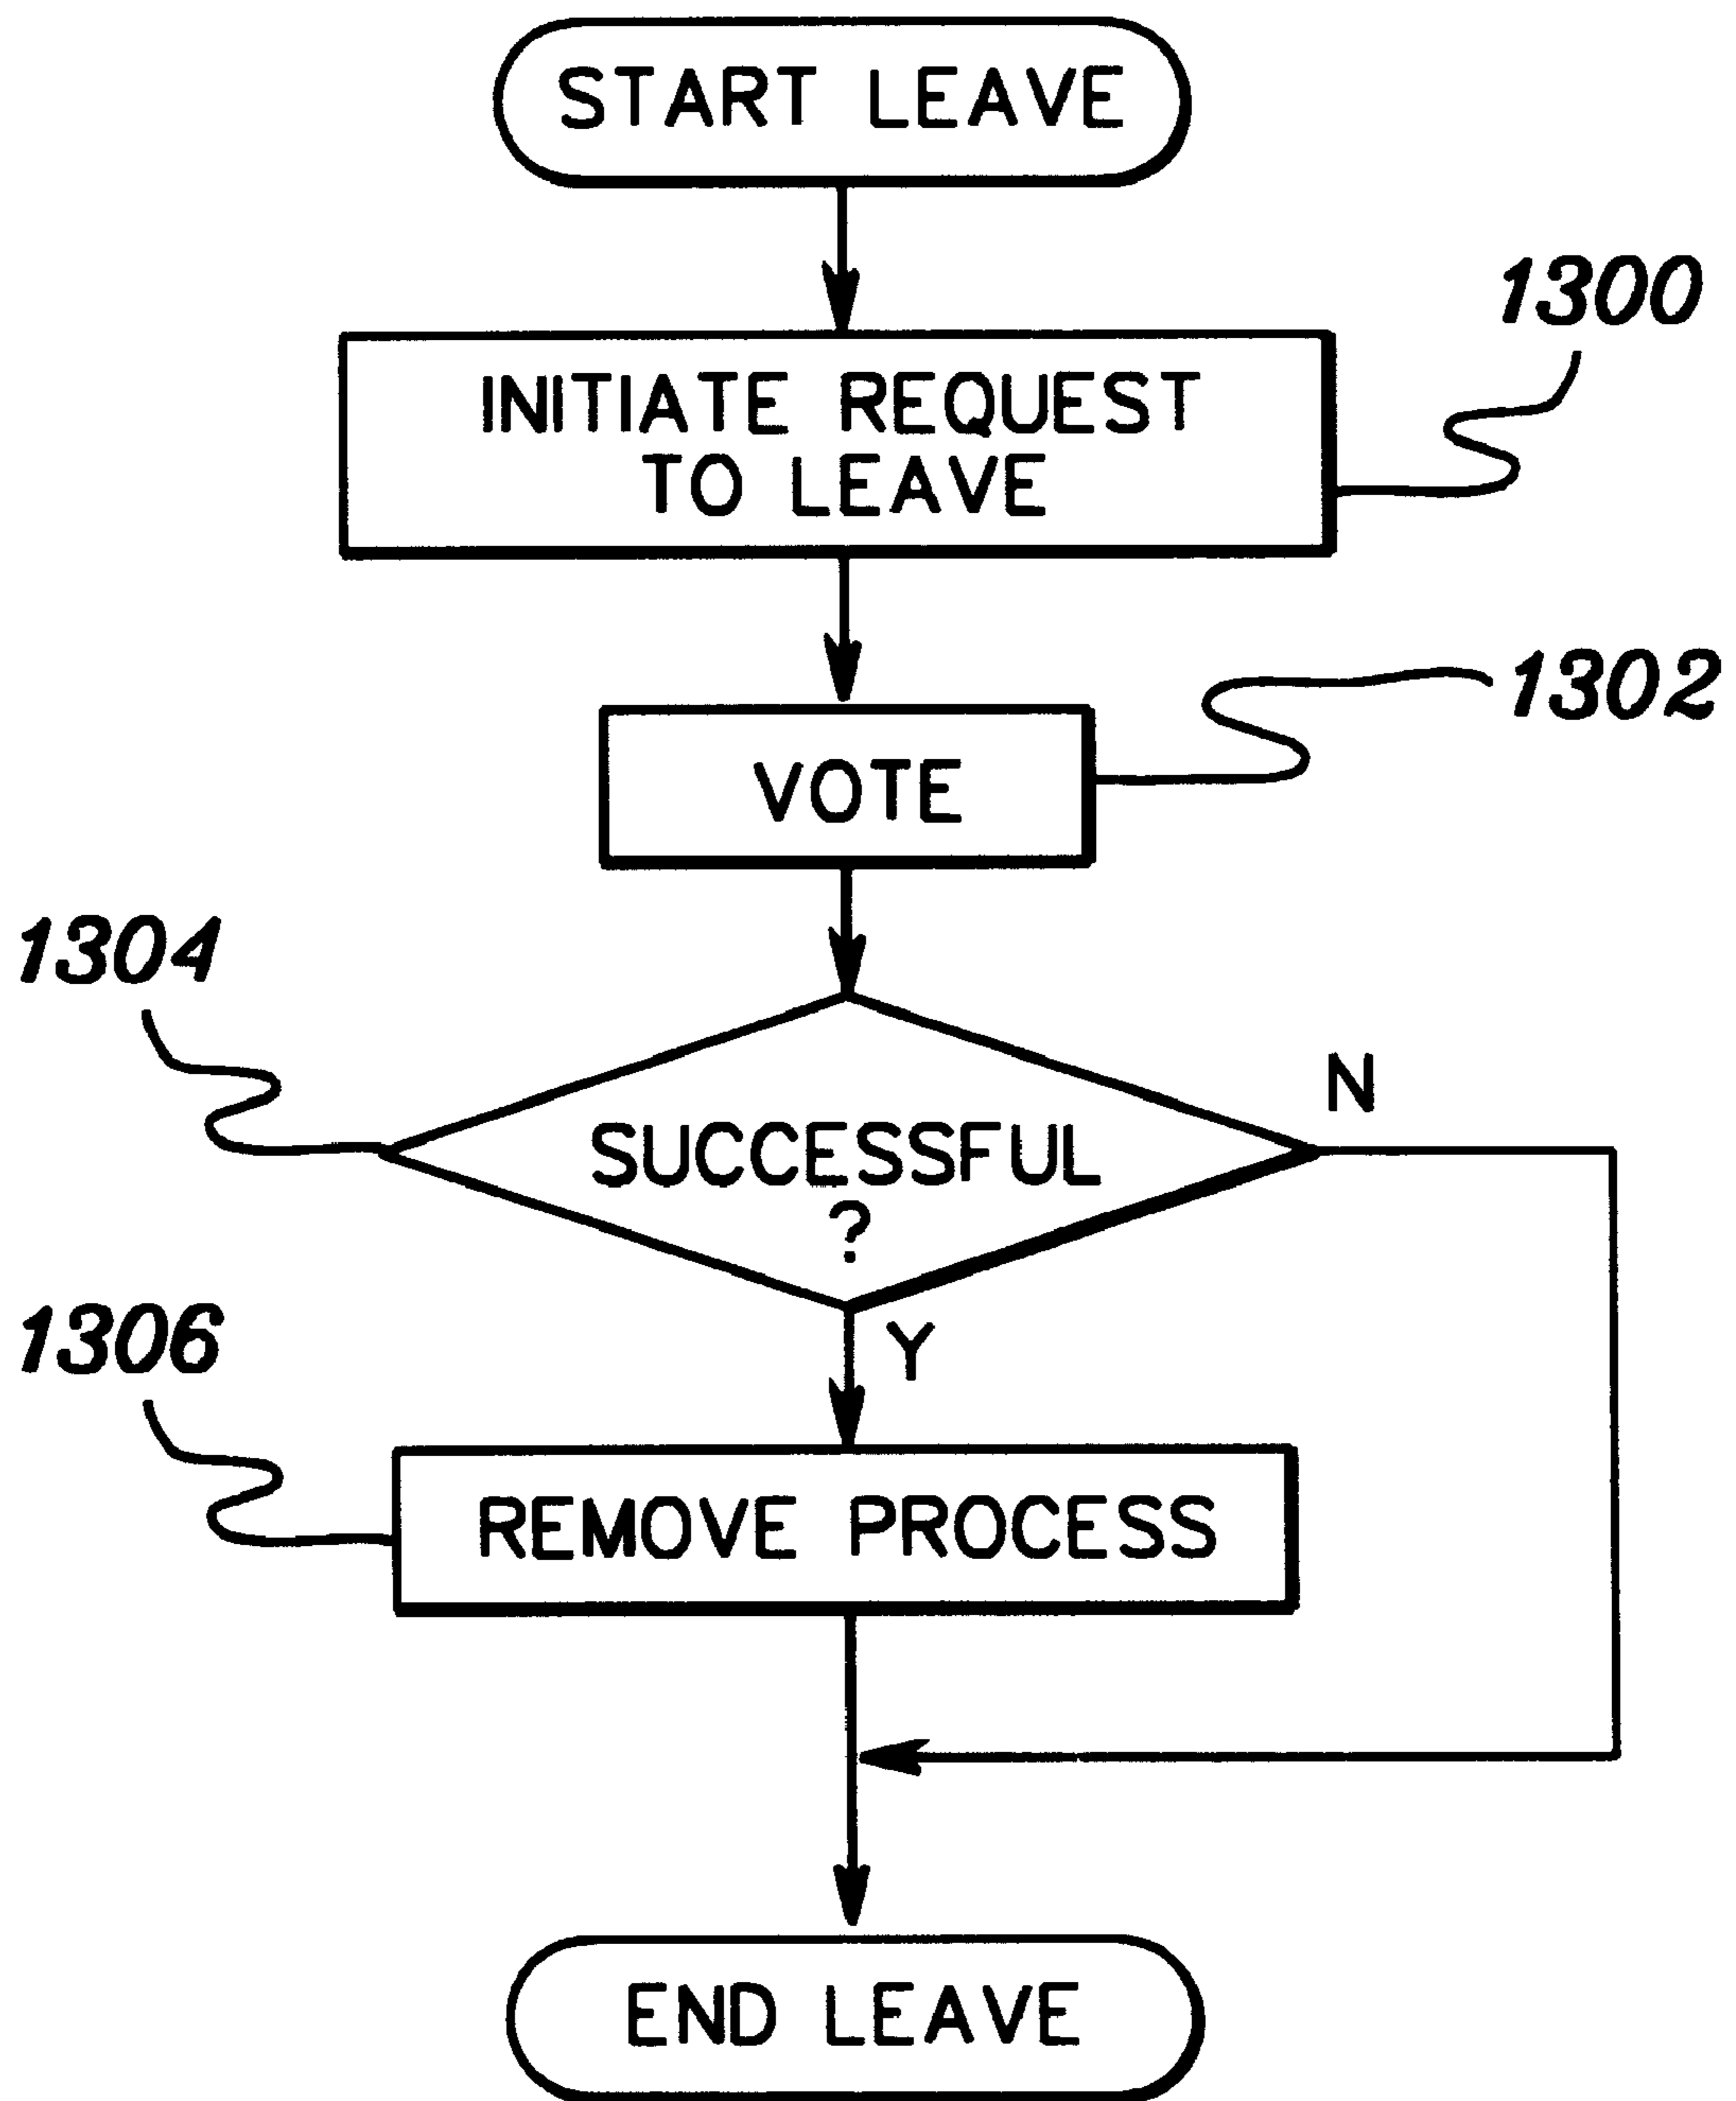 START LEAVE
1300
INITIATE REQUEST
TO LEAVE
1302
VOTE
1304
N
SUCCESSFUL
?
1306
Y
REMOVE PROCESS
END LEAVE